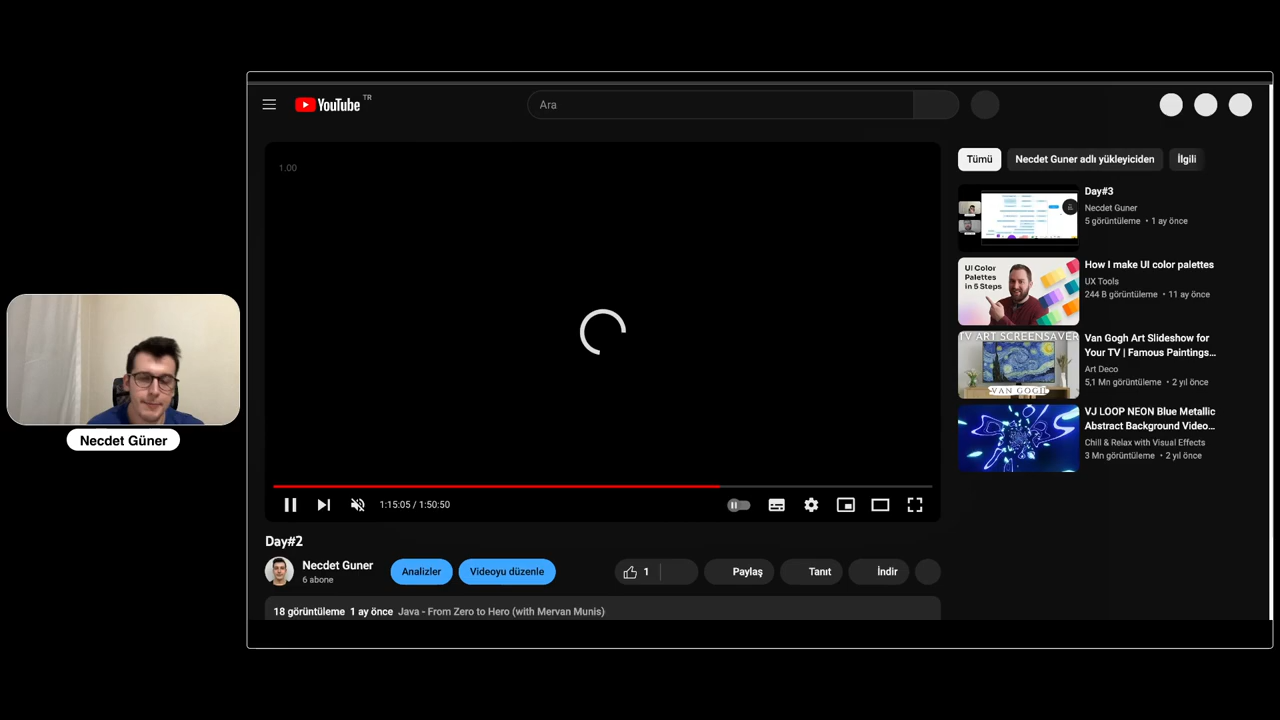 YouTube TR
Ara
1.00
1:15:05 / 1:50:50
Day#2
Necdet Guner
6 abone
Analizler
Videoyu düzenle
1
Paylaş
Tanıt
İndir
18 görüntüleme 1 ay önce Java - From Zero to Hero (with Mervan Munis)
Tümü
Necdet Guner adlı yükleyiciden
İlgili
Day#3
Necdet Guner
5 görüntüleme • 1 ay önce
UI Color
Palettes
in 5 Steps
How I make UI color palettes
UX Tools
244 B görüntüleme • 11 ay önce
TV ART SCREENSAVER
VAN GOGH
Van Gogh Art Slideshow for
Your TV | Famous Paintings...
Art Deco
5,1 Mn görüntüleme • 2 yıl önce
VJ LOOP NEON Blue Metallic
Abstract Background Video...
Chill & Relax with Visual Effects
3 Mn görüntüleme • 2 yıl önce
Necdet Güner